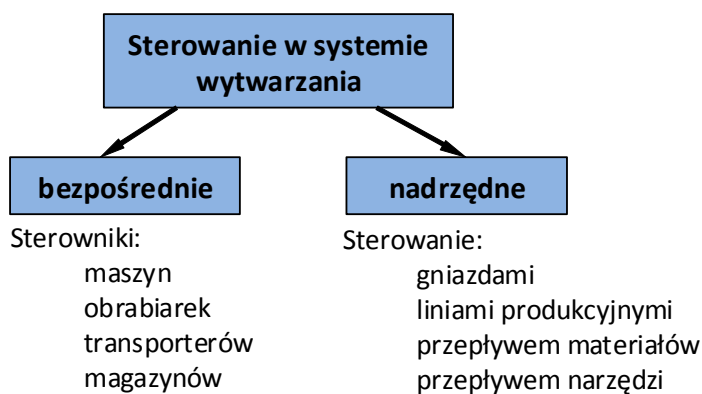 Sterowanie w systemie
wytwarzania
bezpośrednie
nadrzędne
Sterowniki:
maszyn
obrabiarek
transporterów
magazynów
Sterowanie:
gniazdami
liniami produkcyjnymi
przepływem materiałów
przepływem narzędzi